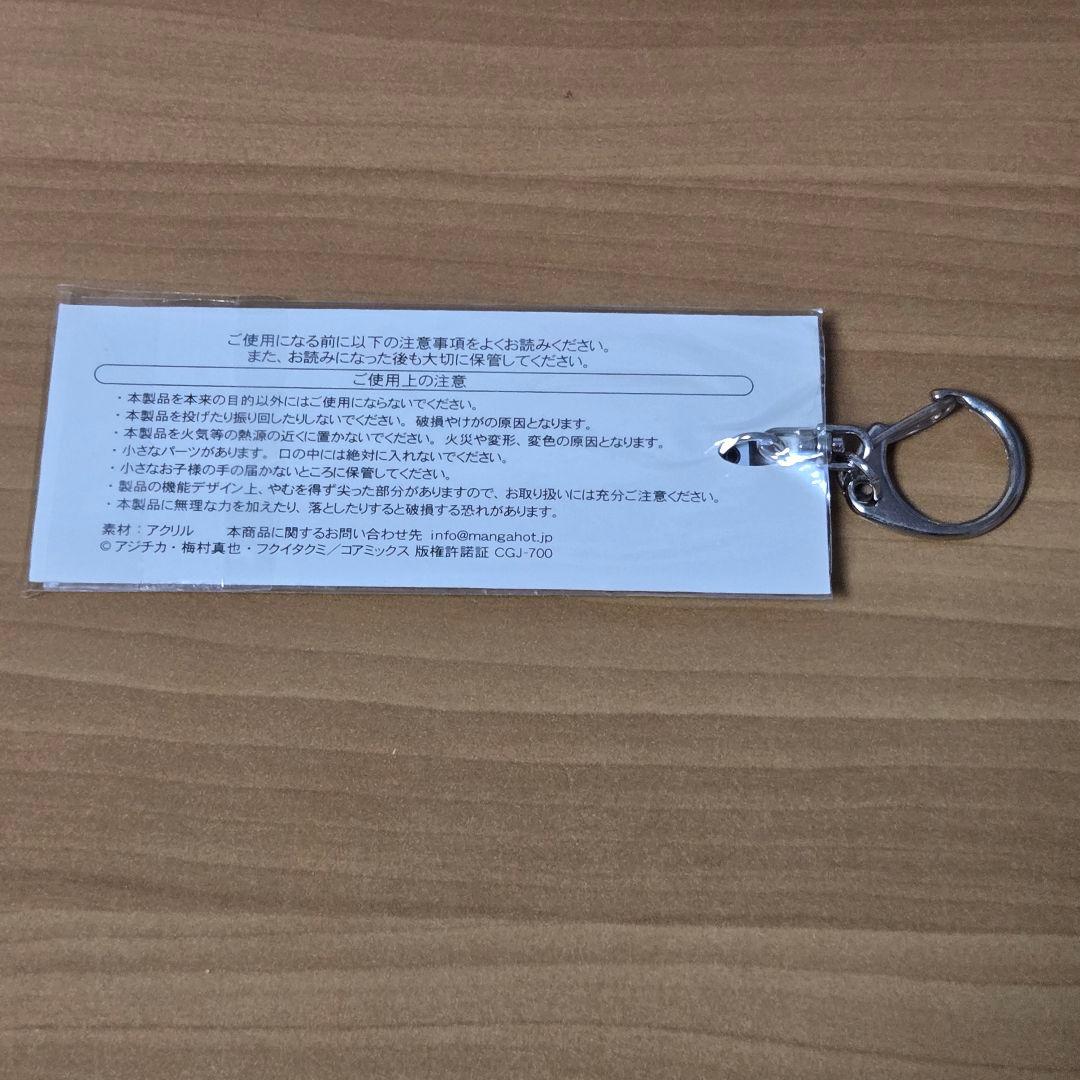 ご使用になる前に以下の注意事項をよくお読みください。
また、お読みになった後も大切に保管してください。
ご使用上の注意
・本製品を本来の目的以外にはご使用にならないでください。
・本製品を投げたり振り回したりしないでください。破損やけがの原因となります。
・本製品を火気等の熱源の近くに置かないでください。火災や変形、変色の原因となります。
・小さなパーツがあります。口の中には絶対に入れないでください。
・小さなお子様の手の届かないところに保管してください。
・製品の機能デザイン上、やむを得ず尖った部分がありますので、お取り扱いには充分ご注意ください。
・本製品に無理な力を加えたり、落としたりすると破損する恐れがあります。
素材：アクリル　　本商品に関するお問い合わせ先 info@mangahot.jp
© アジチカ・梅村真也・フクイタクミ／コアミックス 版権許諾証 CGJ-700